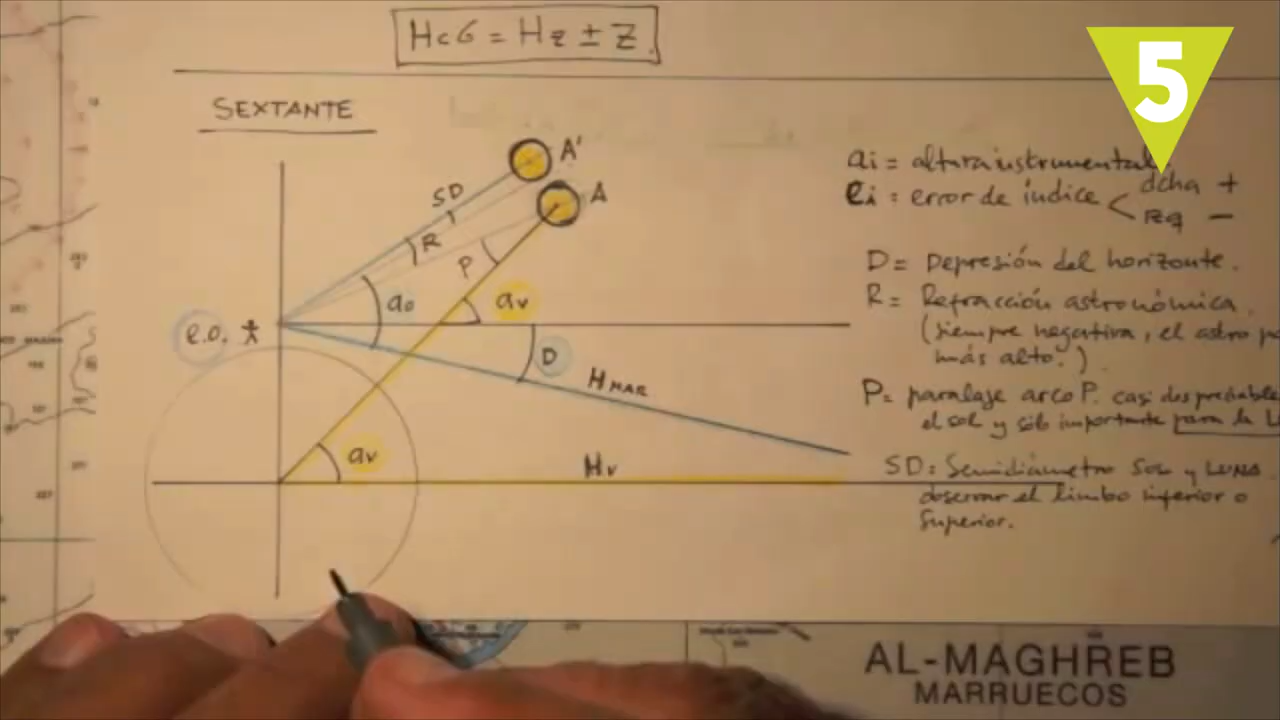 HcG = Hz ± Z.
5
SEXTANTE
A'
A
SD
R
P
ao
av
e.o.
D
HMAR
av
Hv
ai = altura instrumental
ei : error de índice dcha +
izq -
D = Depresión del horizonte.
R = Refracción astronómica.
(siempre negativa, el astro
más alto.)
P = paralaje arco P. casi despreciable
el sol y sólo importante para la L
SD: Semidiámetro SOL y LUNA
observar el limbo inferior o
Superior.
AL-MAGHREB
MARRUECOS